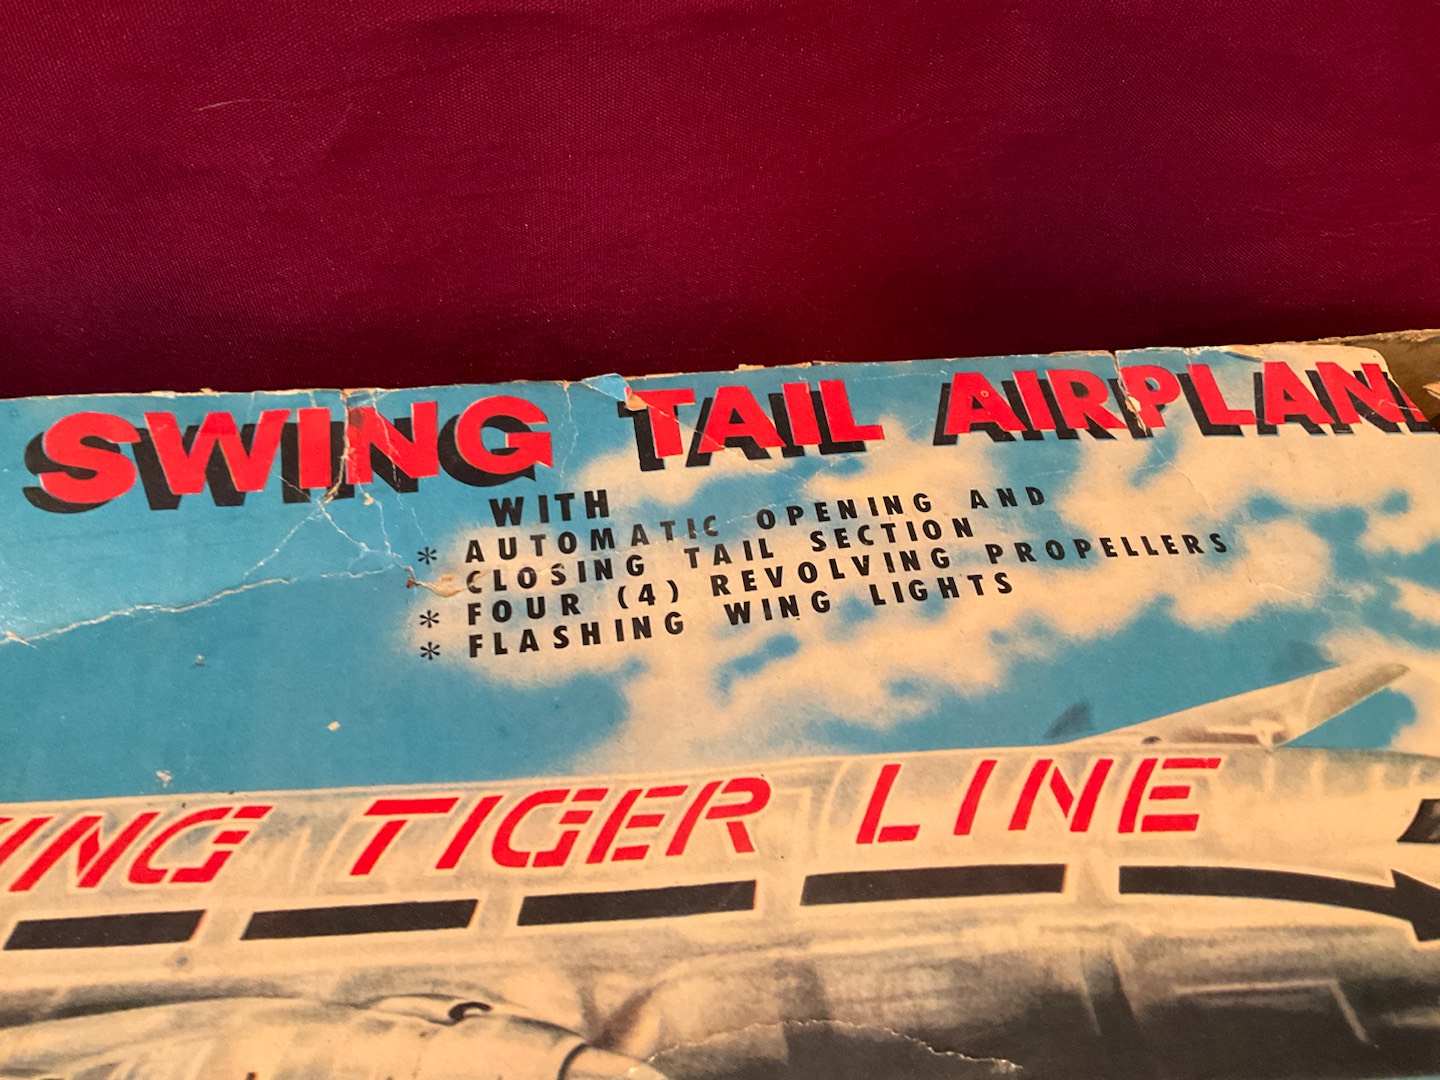 SWING TAIL AIRPLAN
WITH
* AUTOMATIC OPENING AND
CLOSING TAIL SECTION
* FOUR (4) REVOLVING PROPELLERS
* FLASHING WING LIGHTS
ING TIGER LINE